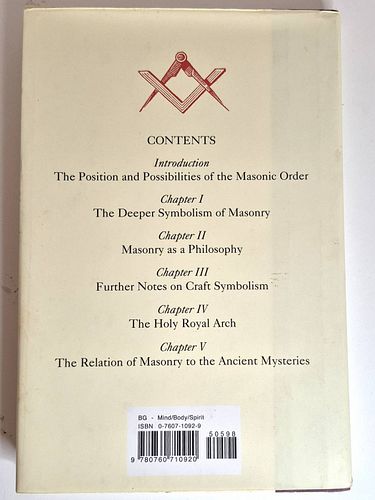 CONTENTS
Introduction
The Position and Possibilities of the Masonic Order
Chapter I
The Deeper Symbolism of Masonry
Chapter II
Masonry as a Philosophy
Chapter III
Further Notes on Craft Symbolism
Chapter IV
The Holy Royal Arch
Chapter V
The Relation of Masonry to the Ancient Mysteries
BG - Mind/Body/Spirit
ISBN 0-7607-1092-9
50598
9 780760 710920